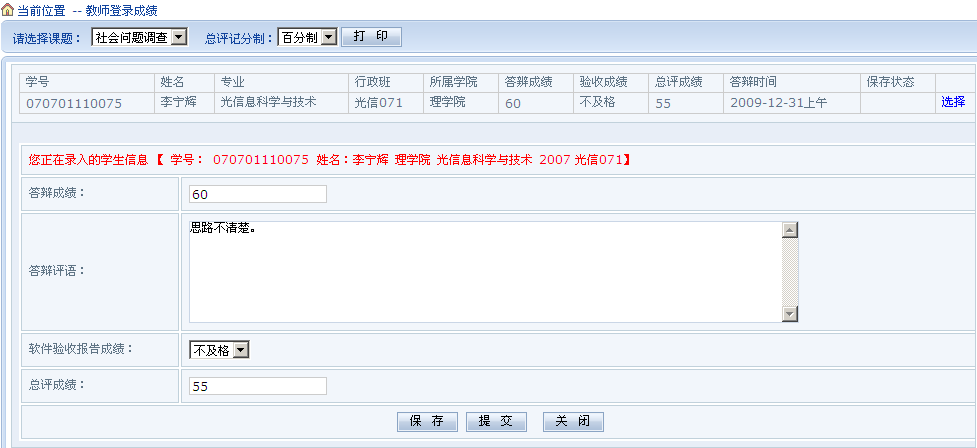 当前位置 -- 教师登录成绩
请选择课题： 社会问题调查 总评记分制： 百分制 打 印
学号 姓名 专业 行政班 所属学院 答辩成绩 验收成绩 总评成绩 答辩时间 保存状态
070701110075 李宁辉 光信息科学与技术 光信071 理学院 60 不及格 55 2009-12-31上午 选择
您正在录入的学生信息【 学号： 070701110075 姓名：李宁辉 理学院 光信息科学与技术 2007 光信071】
答辩成绩： 60
思路不清楚。
答辩评语：
软件验收报告成绩： 不及格
总评成绩： 55
保 存 提 交 关 闭